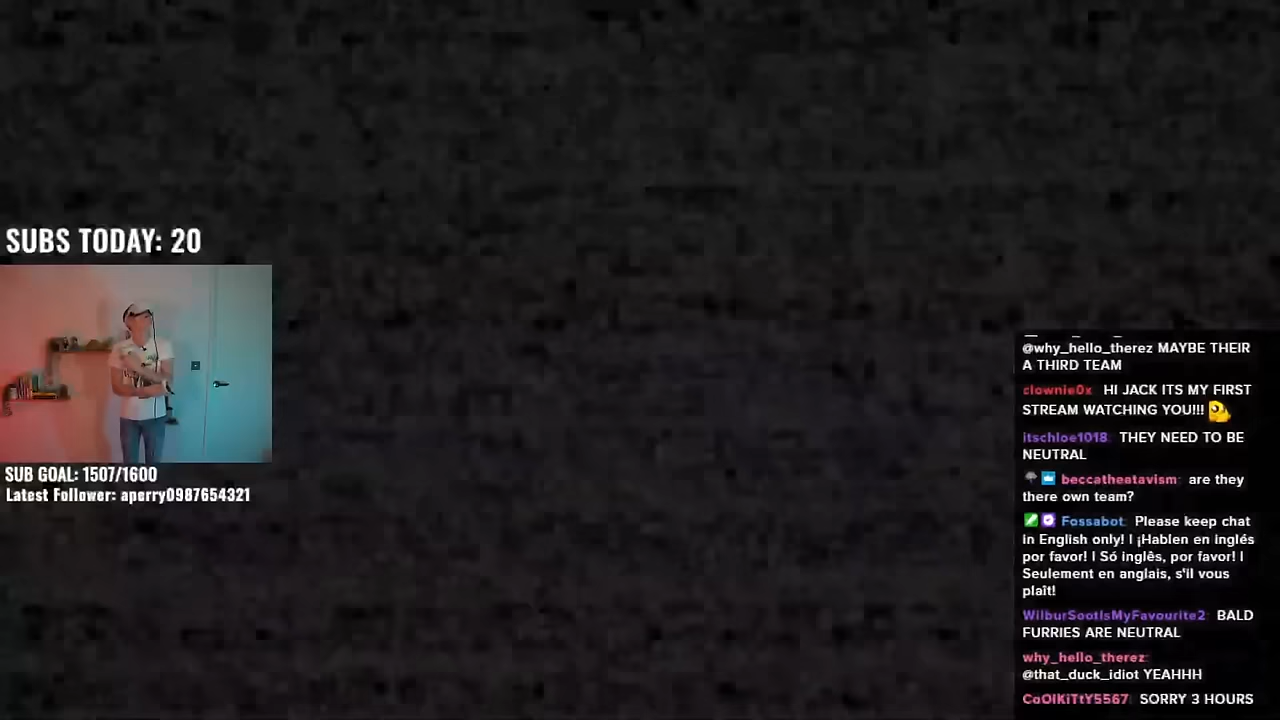 SUBS TODAY: 20
SUB GOAL: 1507/1600
Latest Follower: aperry0987654321
@why_hello_therez MAYBE THEIR
A THIRD TEAM
clownie0x: HI JACK ITS MY FIRST
STREAM WATCHING YOU!!!
itschloe1018: THEY NEED TO BE
NEUTRAL
beccatheatavism: are they
there own team?
Fossabot: Please keep chat
in English only! | ¡Hablen en inglés
por favor! | Só inglês, por favor! |
Seulement en anglais, s'il vous
plaît!
WilburSootIsMyFavourite2: BALD
FURRIES ARE NEUTRAL
why_hello_therez:
@that_duck_idiot YEAHHH
CoOlKiTtY5567: SORRY 3 HOURS